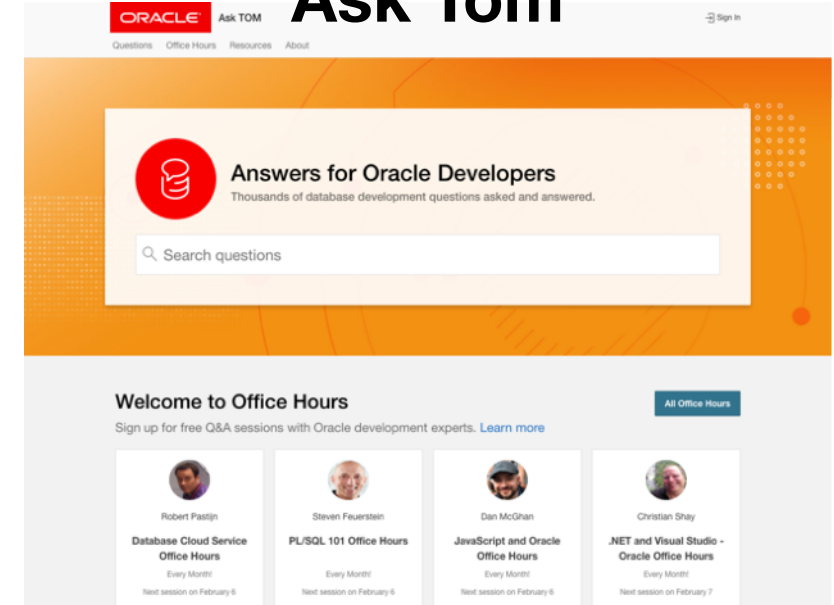 Ask Tom
ORACLE Ask TOM
Sign In
Questions Office Hours Resources About
Answers for Oracle Developers
Thousands of database development questions asked and answered.
Search questions
Welcome to Office Hours
All Office Hours
Sign up for free Q&A sessions with Oracle development experts. Learn more
Robert Pastijn
Database Cloud Service
Office Hours
Every Month!
Next session on February 6
Steven Feuerstein
PL/SQL 101 Office Hours
Every Month!
Next session on February 6
Dan McGhan
JavaScript and Oracle
Office Hours
Every Month!
Next session on February 6
Christian Shay
.NET and Visual Studio -
Oracle Office Hours
Every Month!
Next session on February 7